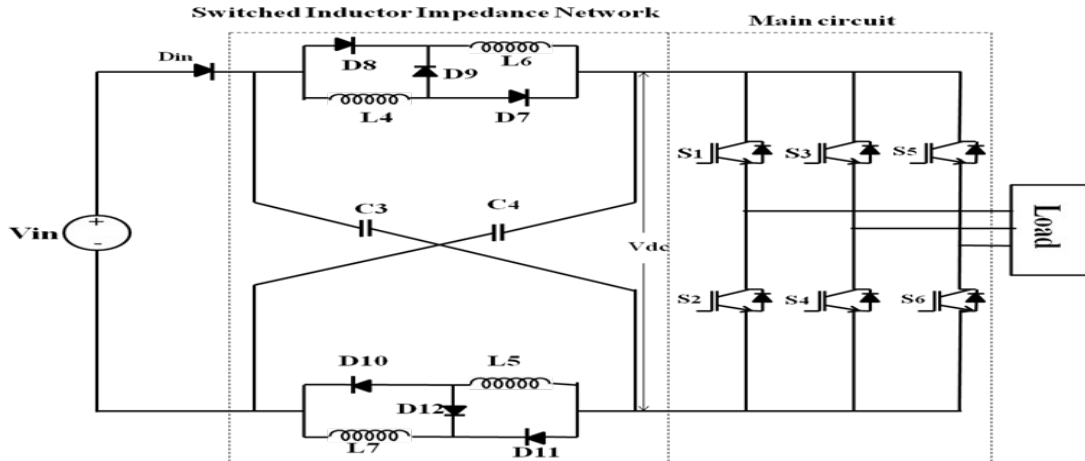 Switched Inductor Impedance Network
Main circuit
Din
D8
D9
L6
L4
D7
S1
S3
S5
C3
C4
Vin
+
-
Vdc
Load
S2
S4
S6
D10
L5
D12
L7
D11